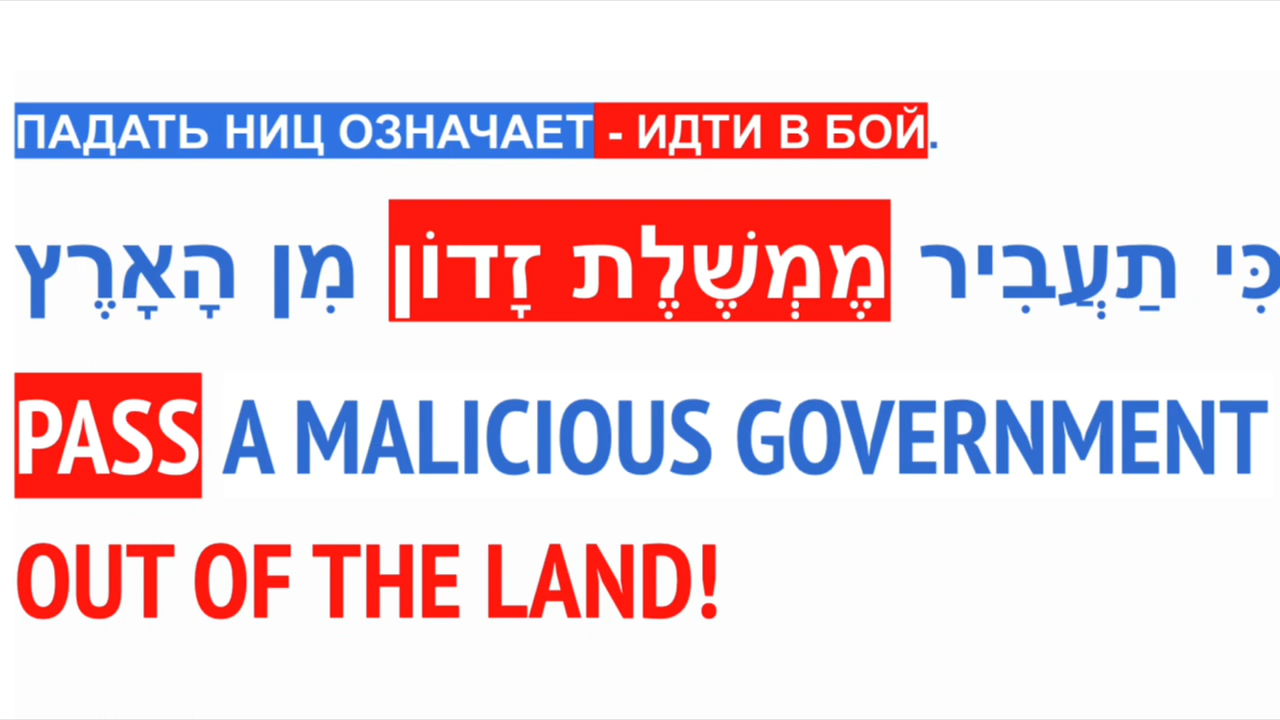 ПАДАТЬ НИЦ ОЗНАЧАЕТ - ИДТИ В БОЙ.
כִּי תַעֲבִיר מֶמְשֶׁלֶת זָדוֹן מִן הָאָרֶץ
PASS A MALICIOUS GOVERNMENT
OUT OF THE LAND!